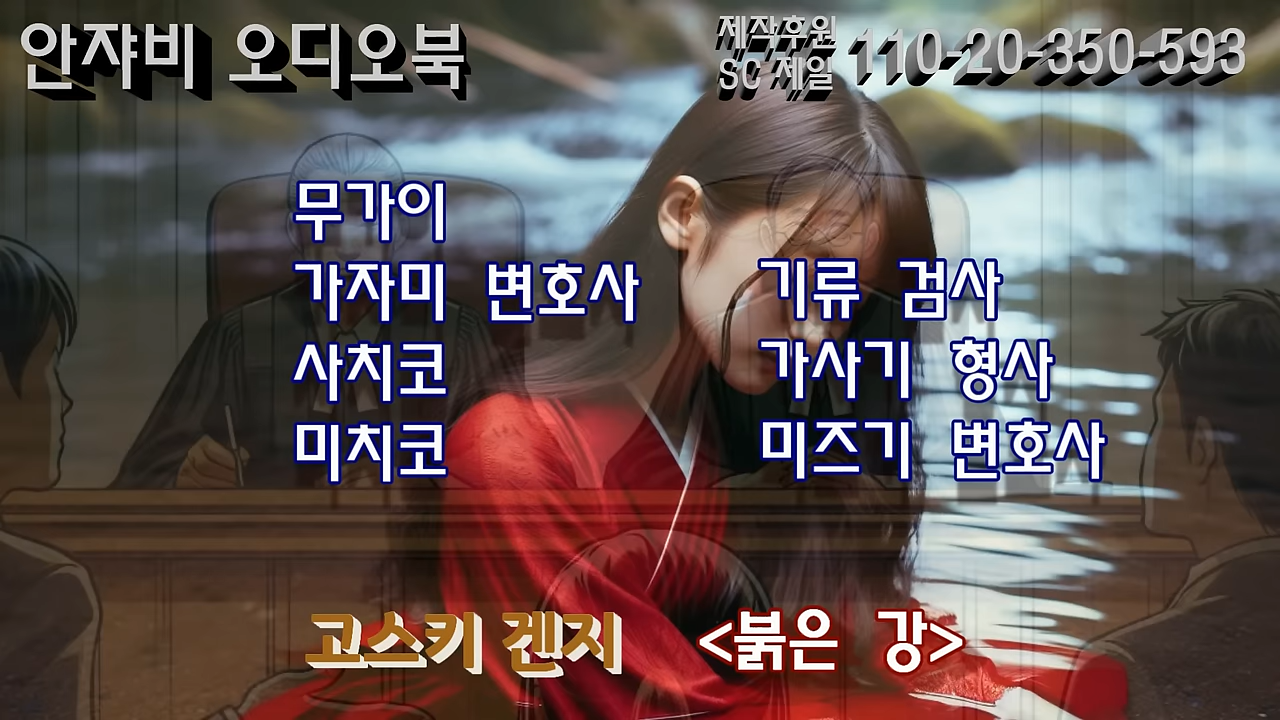 안쟈비 오디오북
제작후원
SC 제일 110-20-350-593
무가이
가자미 변호사 기류 검사
사치코 가사기 형사
미치코 미즈기 변호사
고스키 겐지 <붉은 강>